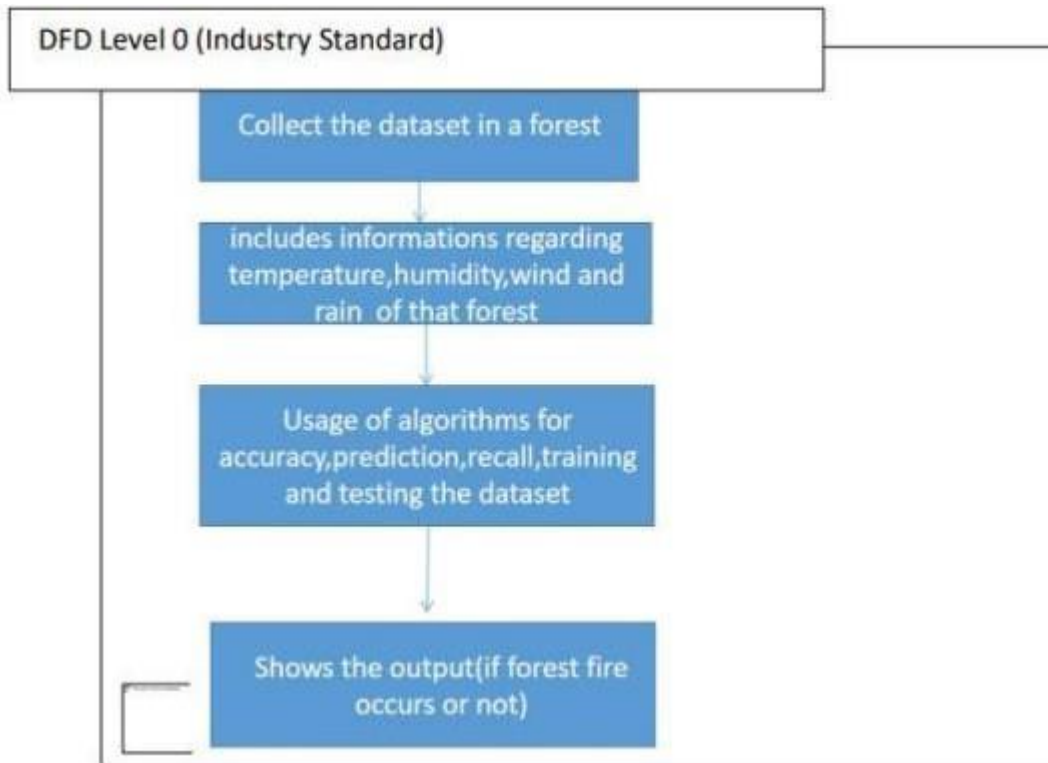 DFD Level 0 (Industry Standard)
Collect the dataset in a forest
includes informations regarding
temperature,humidity,wind and
rain of that forest
Usage of algorithms for
accuracy,prediction,recall,training
and testing the dataset
Shows the output(if forest fire
occurs or not)